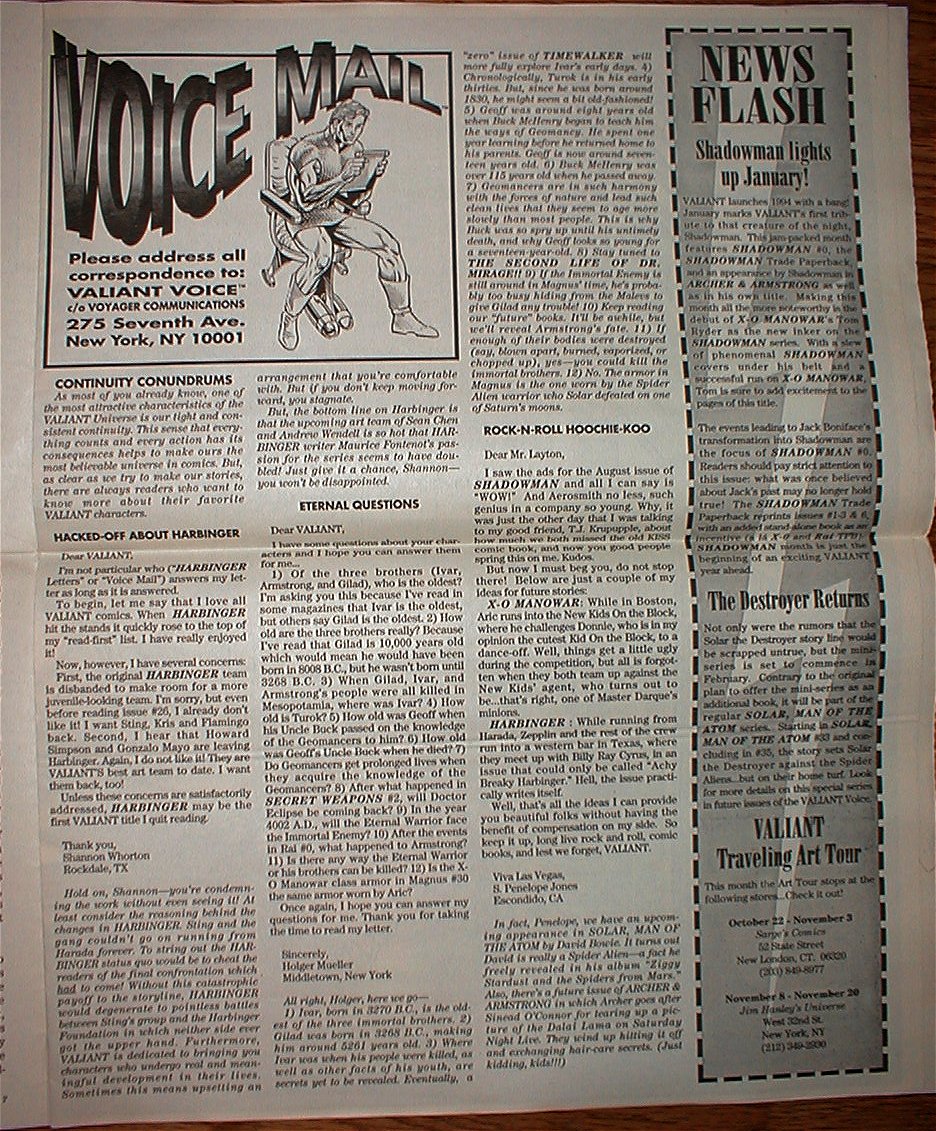 VOICE MAIL™
Please address all
correspondence to:
VALIANT VOICE™
c/o VOYAGER COMMUNICATIONS
275 Seventh Ave.
New York, NY 10001
CONTINUITY CONUNDRUMS
As most of you already know, one of
the most attractive characteristics of the
VALIANT Universe is our tight and con-
sistent continuity. This sense that every-
thing counts and every action has its
consequences helps to make ours the
most believable universe in comics. But,
as clear as we try to make our stories,
there are always readers who want to
know more about their favorite
VALIANT characters.
HACKED-OFF ABOUT HARBINGER
Dear VALIANT,
I'm not particular who ("HARBINGER
Letters" or "Voice Mail") answers my let-
ter as long as it is answered.
To begin, let me say that I love all
VALIANT comics. When HARBINGER
hit the stands it quickly rose to the top of
my "read-first" list. I have really enjoyed
it!
Now, however, I have several concerns:
First, the original HARBINGER team
is disbanded to make room for a more
juvenile-looking team. I'm sorry, but even
before reading issue #26, I already don't
like it! I want Sting, Kris and Flamingo
back. Second, I hear that Howard
Simpson and Gonzalo Mayo are leaving
Harbinger. Again, I do not like it! They are
VALIANT'S best art team to date. I want
them back, too!
Unless these concerns are satisfactorily
addressed, HARBINGER may be the
first VALIANT title I quit reading.
Thank you,
Shannon Whorton
Rockdale, TX
Hold on, Shannon—you're condemn-
ing the work without even seeing it! At
least consider the reasoning behind the
changes in HARBINGER. Sting and the
gang couldn't go on running from
Harada forever. To string out the HAR-
BINGER status quo would be to cheat the
readers of the final confrontation which
had to come! Without this catastrophic
payoff to the storyline, HARBINGER
would degenerate to pointless battles
between Sting's group and the Harbinger
Foundation in which neither side ever
got the upper hand. Furthermore,
VALIANT is dedicated to bringing you
characters who undergo real and mean-
ingful development in their lives.
Sometimes this means upsetting an
7
arrangement that you're comfortable
with. But if you don't keep moving for-
ward, you stagnate.
But, the bottom line on Harbinger is
that the upcoming art team of Sean Chen
and Andrew Wendell is so hot that HAR-
BINGER writer Maurice Fontenot's pas-
sion for the series seems to have dou-
bled! Just give it a chance, Shannon—
you won't be disappointed.
ETERNAL QUESTIONS
Dear VALIANT,
I have some questions about your char-
acters and I hope you can answer them
for me...
1) Of the three brothers (Ivar,
Armstrong, and Gilad), who is the oldest?
I'm asking you this because I've read in
some magazines that Ivar is the oldest,
but others say Gilad is the oldest. 2) How
old are the three brothers really? Because
I've read that Gilad is 10,000 years old
which would mean he would have been
born in 8008 B.C., but he wasn't born until
3268 B.C. 3) When Gilad, Ivar, and
Armstrong's people were all killed in
Mesopotamia, where was Ivar? 4) How
old is Turok? 5) How old was Geoff when
his Uncle Buck passed on the knowledge
of the Geomancers to him? 6) How old
was Geoff's Uncle Buck when he died? 7)
Do Geomancers get prolonged lives when
they acquire the knowledge of the
Geomancers? 8) After what happened in
SECRET WEAPONS #2, will Doctor
Eclipse be coming back? 9) In the year
4002 A.D., will the Eternal Warrior face
the Immortal Enemy? 10) After the events
in Rai #0, what happened to Armstrong?
11) Is there any way the Eternal Warrior
or his brothers can be killed? 12) Is the X-
O Manowar class armor in Magnus #30
the same armor worn by Aric?
Once again, I hope you can answer my
questions for me. Thank you for taking
the time to read my letter.
Sincerely,
Holger Mueller
Middletown, New York
All right, Holger, here we go—
1) Ivar, born in 3270 B.C., is the old-
est of the three immortal brothers. 2)
Gilad was born in 3268 B.C., making
him around 5261 years old. 3) Where
Ivar was when his people were killed, as
well as other facts of his youth, are
secrets yet to be revealed. Eventually, a
"zero" issue of TIMEWALKER will
more fully explore Ivar's early days. 4)
Chronologically, Turok is in his early
thirties. But, since he was born around
1830, he might seem a bit old-fashioned!
5) Geoff was around eight years old
when Buck McHenry began to teach him
the ways of Geomancy. He spent one
year learning before he returned home to
his parents. Geoff is now around seven-
teen years old. 6) Buck McHenry was
over 115 years old when he passed away.
7) Geomancers are in such harmony
with the forces of nature and lead such
clean lives that they seem to age more
slowly than most people. This is why
Buck was so spry up until his untimely
death, and why Geoff looks so young for
a seventeen-year-old. 8) Stay tuned to
THE SECOND LIFE OF DR.
MIRAGE!! 9) If the Immortal Enemy is
still around in Magnus' time, he's proba-
bly too busy hiding from the Malevs to
give Gilad any trouble! 10) Keep reading
our "future" books. It'll be awhile, but
we'll reveal Armstrong's fate. 11) If
enough of their bodies were destroyed
(say, blown apart, burned, vaporized, or
chopped up), yes—you could kill the
immortal brothers. 12) No. The armor in
Magnus is the one worn by the Spider
Alien warrior who Solar defeated on one
of Saturn's moons.
ROCK-N-ROLL HOOCHIE-KOO
Dear Mr. Layton,
I saw the ads for the August issue of
SHADOWMAN and all I can say is
"WOW!" And Aerosmith no less, such
genius in a company so young. Why, it
was just the other day that I was talking
to my good friend, T.J. Krupupple, about
how much we both missed the old KISS
comic book, and now you good people
spring this on me. Kudos.
But now I must beg you, do not stop
there! Below are just a couple of my
ideas for future stories:
X-O MANOWAR: While in Boston,
Aric runs into the New Kids On the Block,
where he challenges Donnie, who is in my
opinion the cutest Kid On the Block, to a
dance-off. Well, things get a little ugly
during the competition, but all is forgot-
ten when they both team up against the
New Kids' agent, who turns out to
be...that's right, one of Master Darque's
minions.
HARBINGER : While running from
Harada, Zepplin and the rest of the crew
run into a western bar in Texas, where
they meet up with Billy Ray Cyrus, in an
issue that could only be called "Achy
Breaky Harbinger." Hell, the issue practi-
cally writes itself.
Well, that's all the ideas I can provide
you beautiful folks without having the
benefit of compensation on my side. So
keep it up, long live rock and roll, comic
books, and lest we forget, VALIANT.
Viva Las Vegas,
S. Penelope Jones
Escondido, CA
In fact, Penelope, we have an upcom-
ing appearance in SOLAR, MAN OF
THE ATOM by David Bowie. It turns out
David is really a Spider Alien—a fact he
freely revealed in his album "Ziggy
Stardust and the Spiders from Mars."
Also, there's a future issue of ARCHER &
ARMSTRONG in which Archer goes after
Sinead O'Connor for tearing up a pic-
ture of the Dalai Lama on Saturday
Night Live. They wind up hitting it off
and exchanging hair-care secrets. (Just
kidding, kids!!!)
NEWS
FLASH
Shadowman lights
up January!
VALIANT launches 1994 with a bang!
January marks VALIANT's first trib-
ute to that creature of the night,
Shadowman. This jam-packed month
features SHADOWMAN #0, the
SHADOWMAN Trade Paperback,
and an appearance by Shadowman in
ARCHER & ARMSTRONG as well
as in his own title. Making this
month all the more noteworthy is the
debut of X-O MANOWAR's Tom
Ryder as the new inker on the
SHADOWMAN series. With a slew
of phenomenal SHADOWMAN
covers under his belt and a
successful run on X-O MANOWAR,
Tom is sure to add excitement to the
pages of this title.
The events leading to Jack Boniface's
transformation into Shadowman are
the focus of SHADOWMAN #0.
Readers should pay strict attention to
this issue: what was once believed
about Jack's past may no longer hold
true! The SHADOWMAN Trade
Paperback reprints issues #1-3 & 6,
with an added stand-alone book as an
incentive (a la X-O and Rai TPB).
SHADOWMAN month is just the
beginning of an exciting VALIANT
year ahead.
The Destroyer Returns
Not only were the rumors that the
Solar the Destroyer story line would
be scrapped untrue, but the mini-
series is set to commence in
February. Contrary to the original
plan to offer the mini-series as an
additional book, it will be part of the
regular SOLAR, MAN OF THE
ATOM series. Starting in SOLAR,
MAN OF THE ATOM #33 and con-
cluding in #35, the story sets Solar
the Destroyer against the Spider
Aliens...but on their home turf. Look
for more details on this special series
in future issues of the VALIANT Voice.
VALIANT
Traveling Art Tour
This month the Art Tour stops at the
following stores...Check it out!
October 22 - November 3
Sarge's Comics
52 State Street
New London, CT. 06320
(203) 849-8977
November 8 - November 20
Jim Hanley's Universe
West 32nd St.
New York, NY
(212) 349-2930